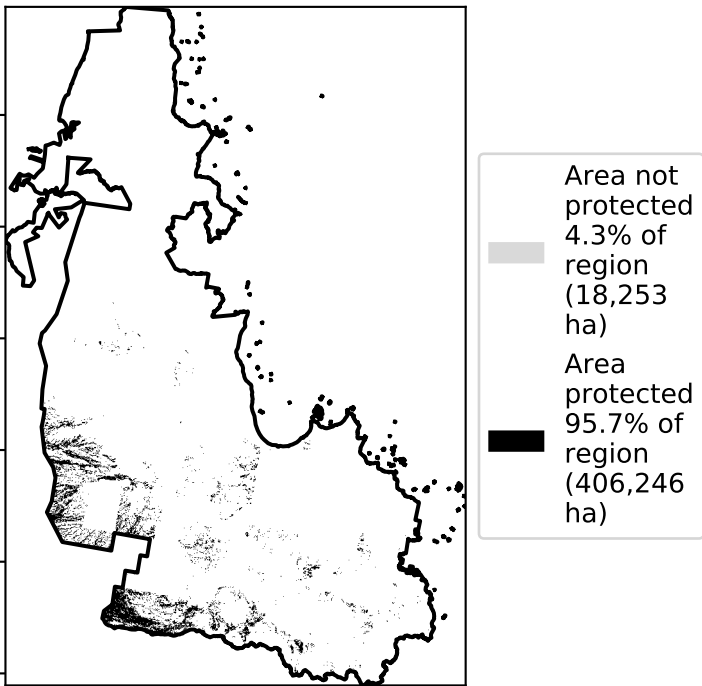 Area not
protected
4.3% of
region
(18,253
ha)
Area
protected
95.7% of
region
(406,246
ha)